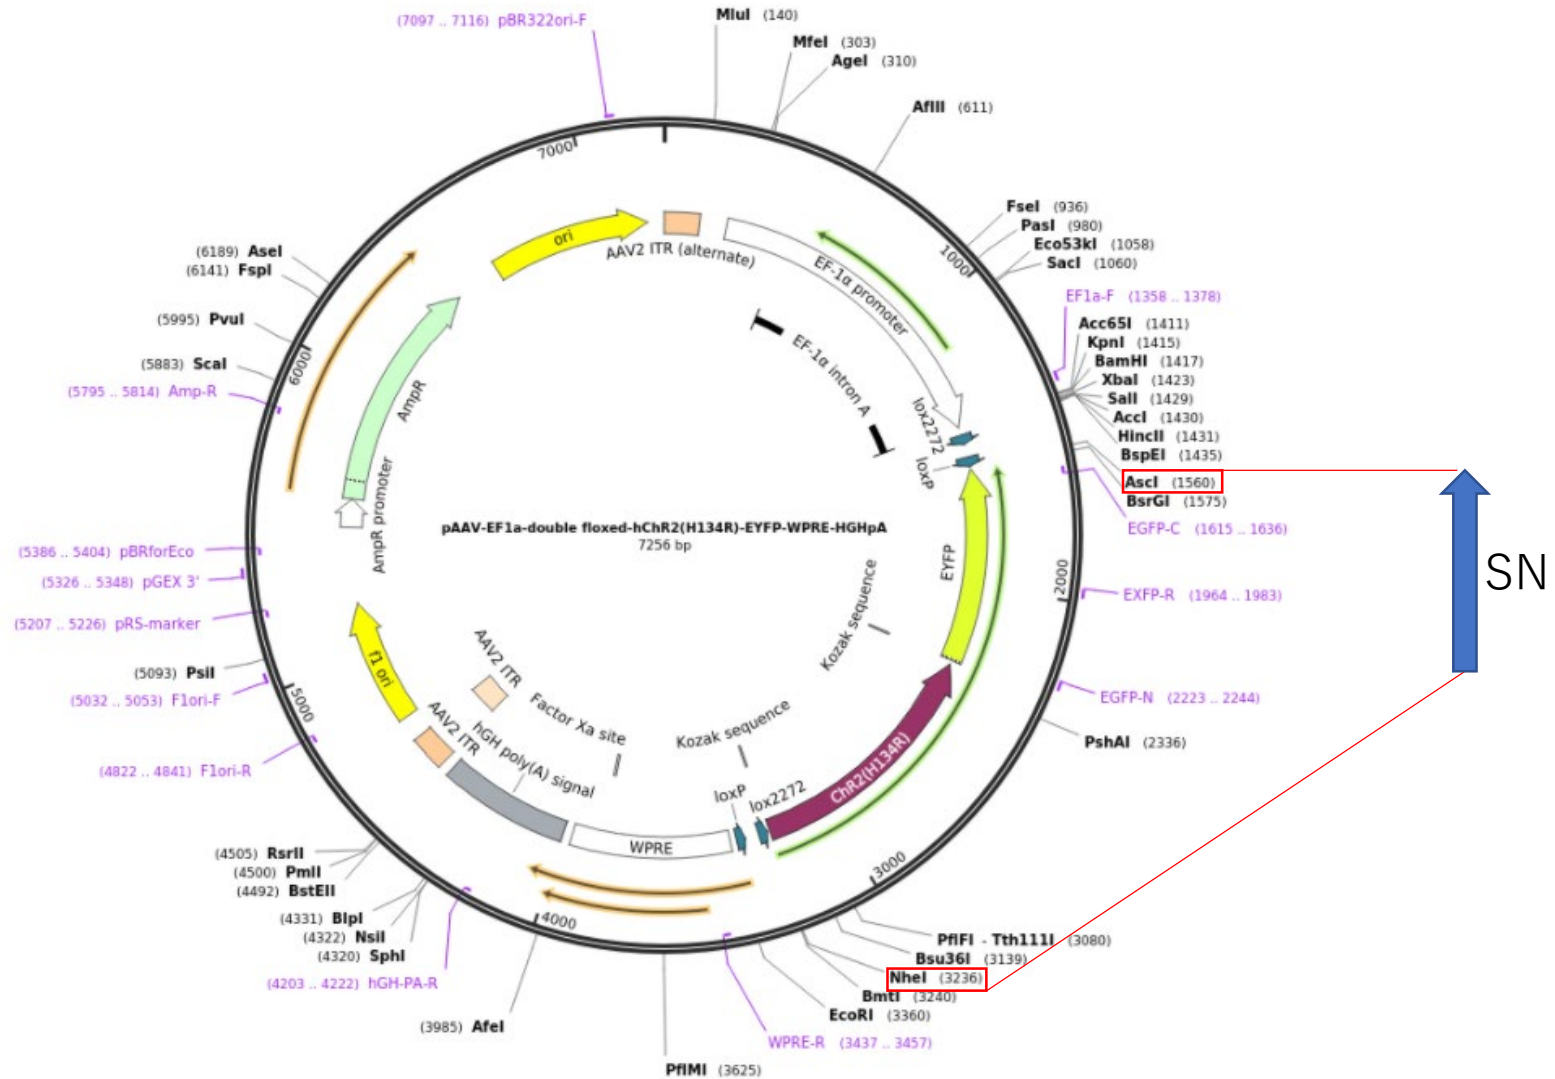 (7097 .. 7116) pBR322ori-F
MluI (140)
MfeI (303)
AgeI (310)
AflII (611)
FseI (936)
PasI (980)
Eco53kI (1058)
SacI (1060)
EF1a-F (1358 .. 1378)
Acc65I (1411)
KpnI (1415)
BamHI (1417)
XbaI (1423)
SalI (1429)
AccI (1430)
HincII (1431)
BspEI (1435)
AscI (1560)
BsrGI (1575)
EGFP-C (1615 .. 1636)
EXFP-R (1964 .. 1983)
EGFP-N (2223 .. 2244)
PshAI (2336)
PflFI - Tth111I (3080)
Bsu36I (3139)
NheI (3236)
BmtI (3240)
EcoRI (3360)
WPRE-R (3437 .. 3457)
PflMI (3625)
(3985) AfeI
(4203 .. 4222) hGH-PA-R
(4320) SphI
(4322) NsiI
(4331) BlpI
(4492) BstEII
(4500) PmlI
(4505) RsrII
(4822 .. 4841) F1ori-R
(5032 .. 5053) F1ori-F
(5093) PsiI
(5207 .. 5226) pRS-marker
(5326 .. 5348) pGEX 3'
(5386 .. 5404) pBRforEco
(5795 .. 5814) Amp-R
(5883) ScaI
(5995) PvuI
(6141) FspI
(6189) AseI
1000
2000
3000
4000
5000
6000
7000
ori
AAV2 ITR (alternate)
EF-1α promoter
EF-1α intron A
lox2272
loxP
EYFP
Kozak sequence
ChR2(H134R)
Kozak sequence
lox2272
loxP
WPRE
Factor Xa site
hGH poly(A) signal
AAV2 ITR
AAV2 ITR
f1 ori
AmpR promoter
AmpR
pAAV-EF1a-double floxed-hChR2(H134R)-EYFP-WPRE-HGHpA
7256 bp
SN